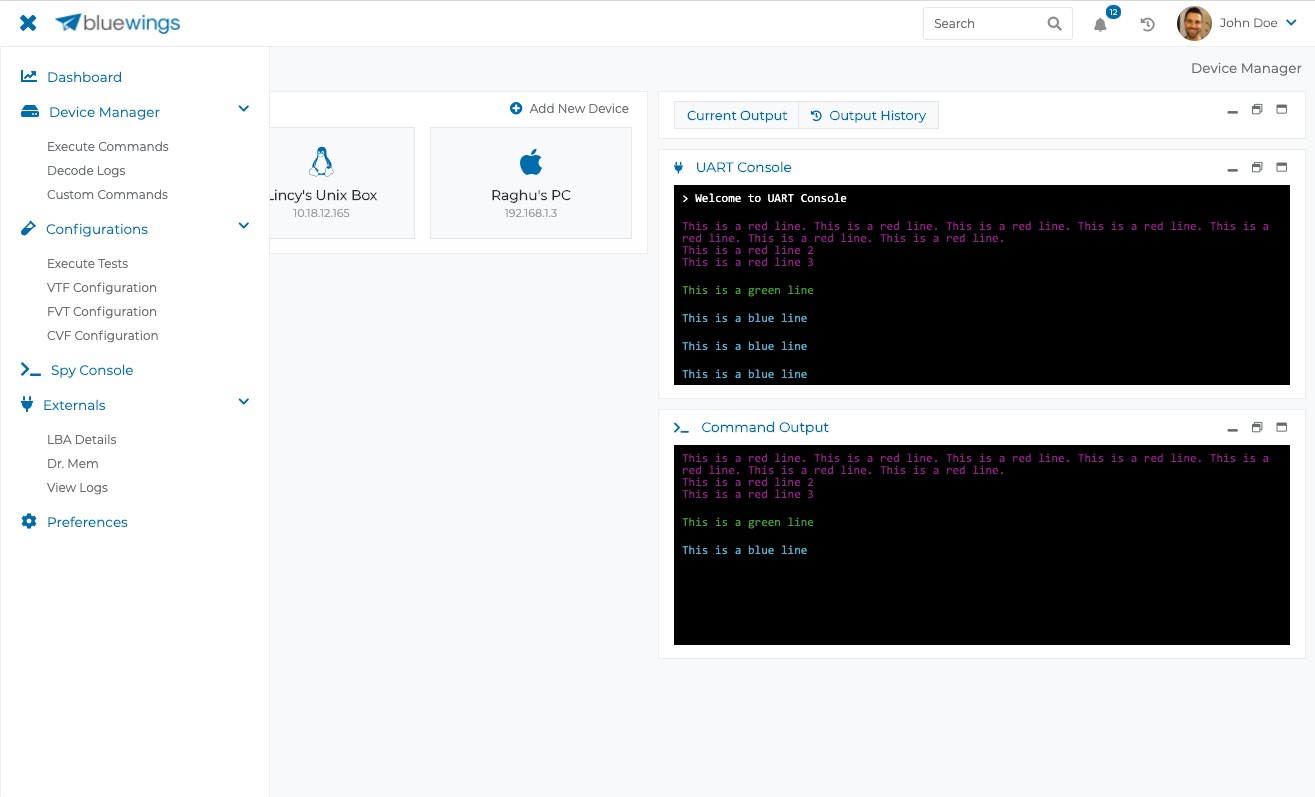 bluewings
Search
12
John Doe
Device Manager
Dashboard
Device Manager
Execute Commands
Decode Logs
Custom Commands
Configurations
Execute Tests
VTF Configuration
FVT Configuration
CVF Configuration
Spy Console
Externals
LBA Details
Dr. Mem
View Logs
Preferences
Add New Device
Lincy's Unix Box
10.18.12.165
Raghu's PC
192.168.1.3
Current Output
Output History
UART Console
> Welcome to UART Console
This is a red line. This is a red line. This is a red line. This is a red line. This is a
red line. This is a red line. This is a red line.
This is a red line 2
This is a red line 3
This is a green line
This is a blue line
This is a blue line
This is a blue line
Command Output
This is a red line. This is a red line. This is a red line. This is a red line. This is a
red line. This is a red line. This is a red line.
This is a red line 2
This is a red line 3
This is a green line
This is a blue line